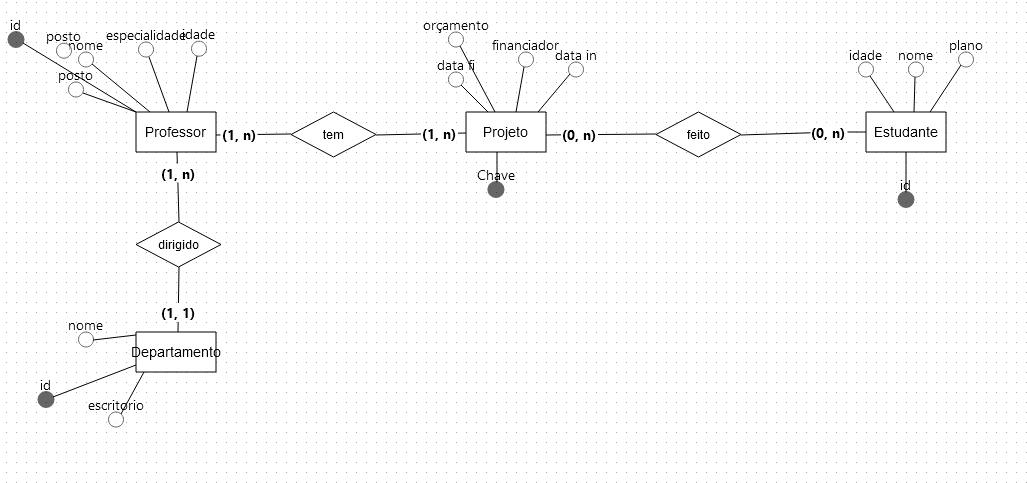 id
posto
nome
posto
especialidade
idade
orçamento
data fi
financiador
data in
idade
nome
plano
Professor
(1, n)
tem
(1, n)
Projeto
(0, n)
feito
(0, n)
Estudante
(1, n)
Chave
id
dirigido
(1, 1)
nome
Departamento
id
escritorio